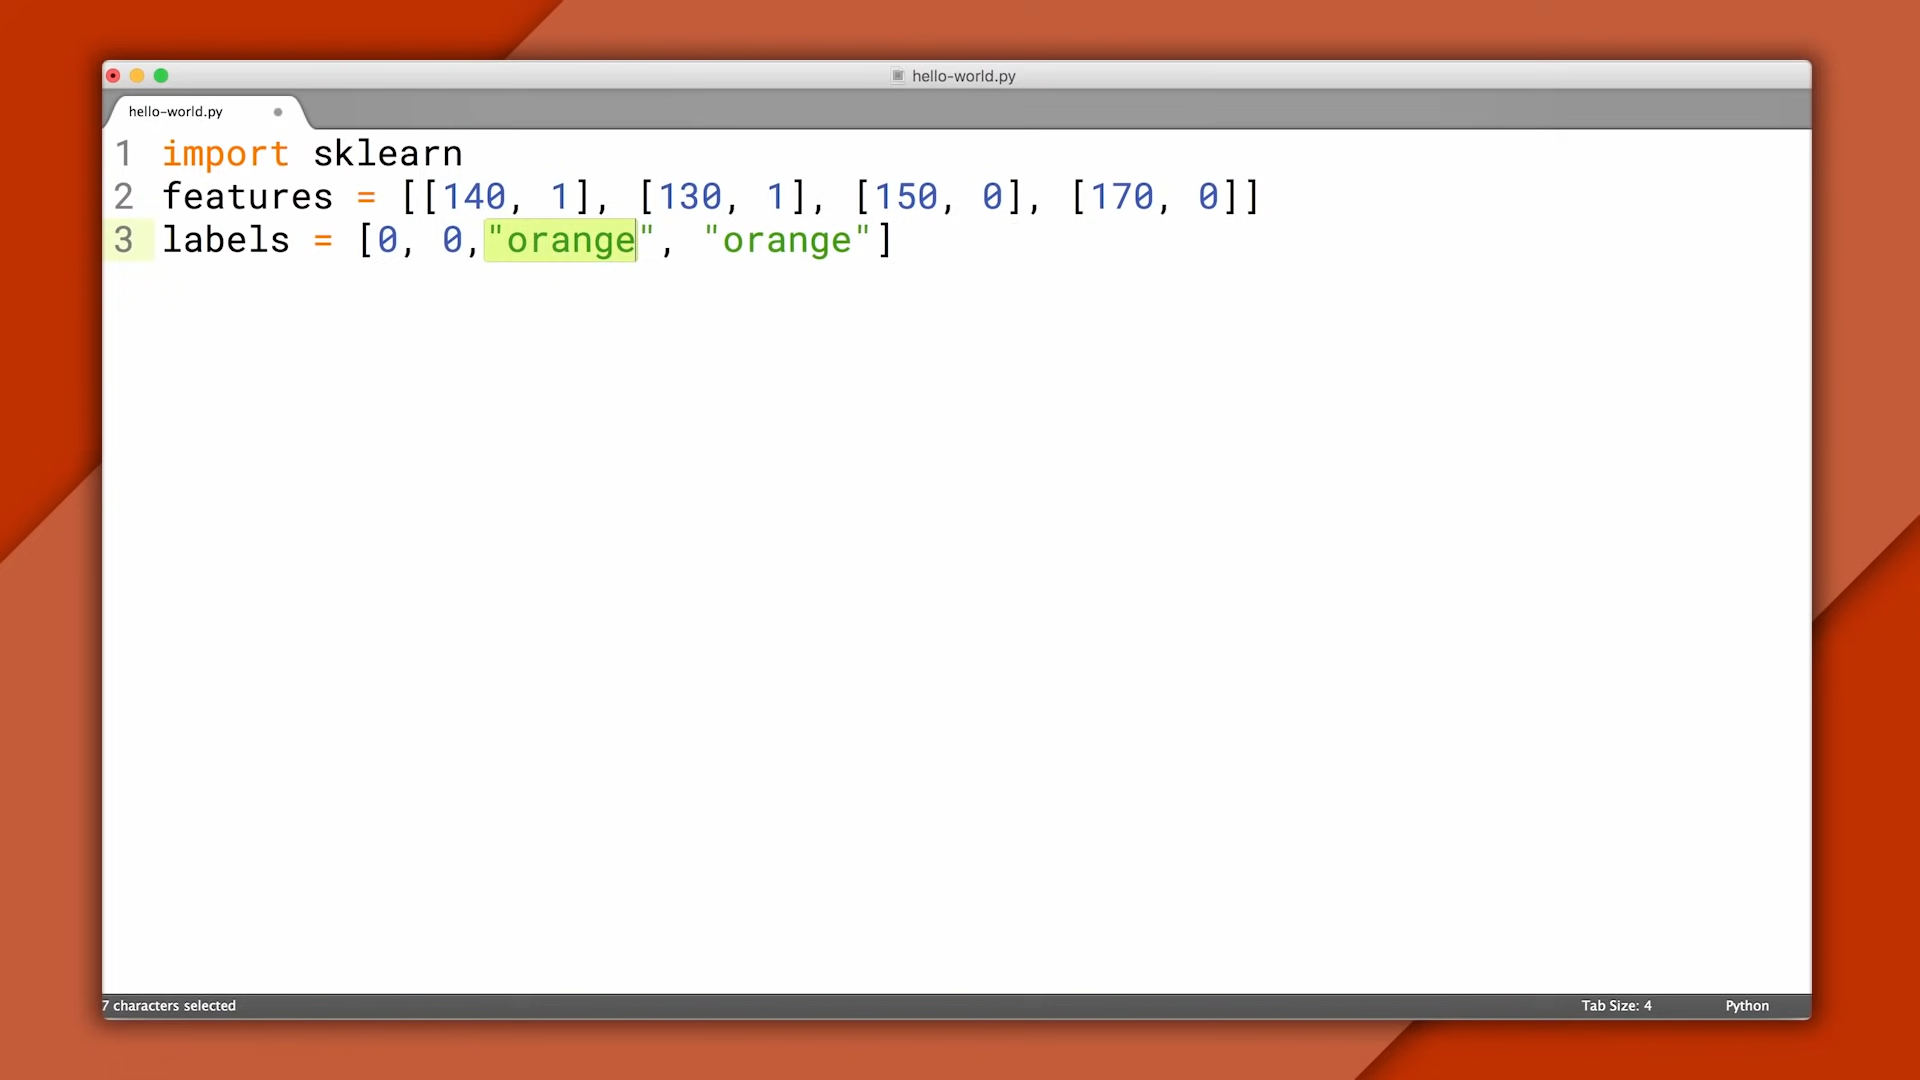 hello-world.py
hello-world.py
1 import sklearn
2 features = [[140, 1], [130, 1], [150, 0], [170, 0]]
3 labels = [0, 0,"orange", "orange"]
7 characters selected
Tab Size: 4
Python